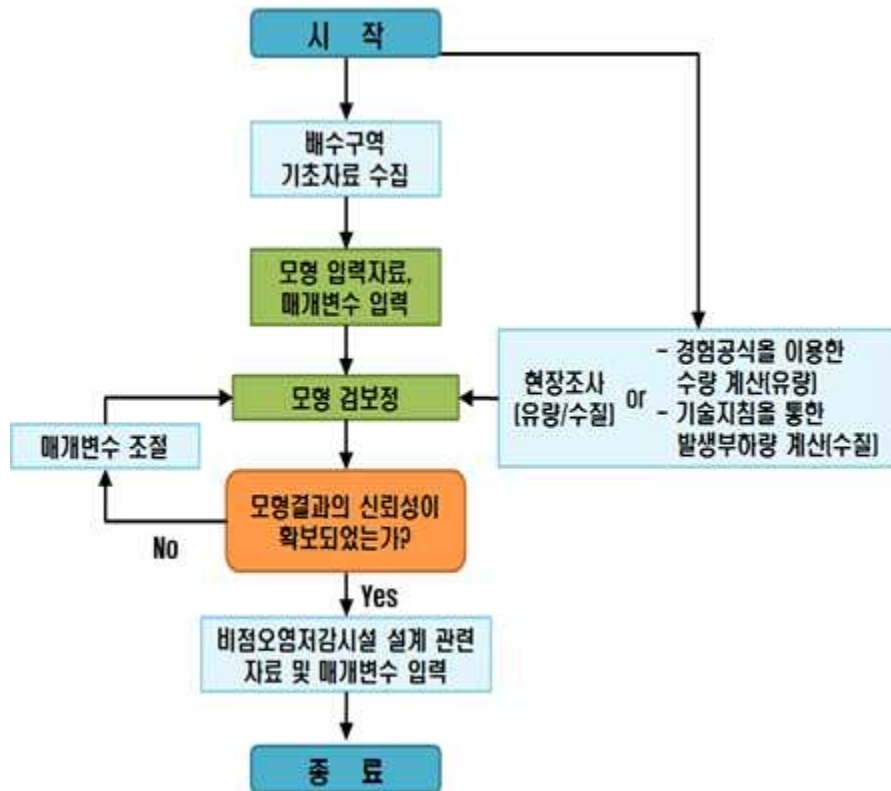 시 작
배수구역
기초자료 수집
모형 입력자료,
매개변수 입력
모형 검보정
현장조사
(유량/수질)
or
- 경험공식을 이용한
수량 계산(유량)
- 기술지침을 통한
발생부하량 계산(수질)
매개변수 조절
모형결과의 신뢰성이
확보되었는가?
No
Yes
비점오염저감시설 설계 관련
자료 및 매개변수 입력
종 료